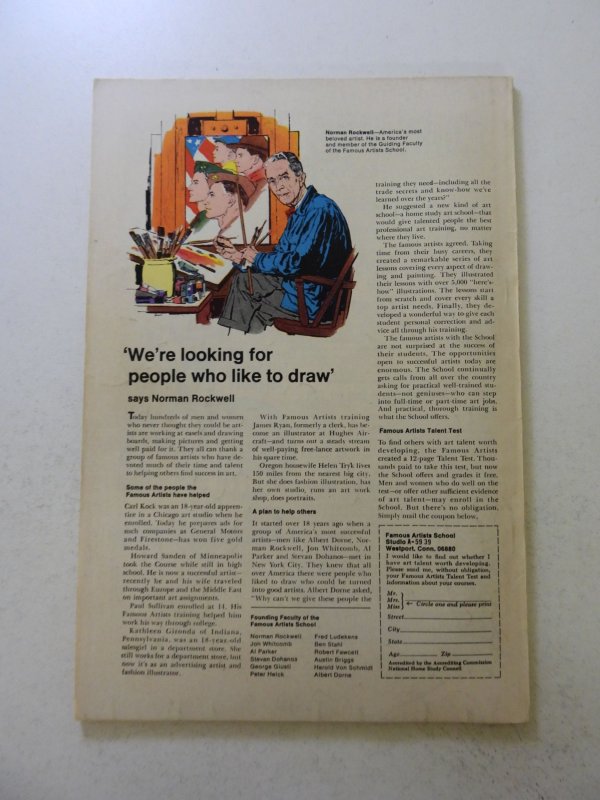 Norman Rockwell—America's most
beloved artist. He is a founder
and member of the Guiding Faculty
of the Famous Artists School.
'We're looking for
people who like to draw'
says Norman Rockwell
Today hundreds of men and women
who never thought they could be art-
ists are working at easels and drawing
boards, making pictures and getting
well paid for it. They all can thank a
group of famous artists who have de-
voted much of their time and talent
to helping others find success in art.
Some of the people the
Famous Artists have helped
Carl Kock was an 18-year-old appren-
tice in a Chicago art studio when he
enrolled. Today he prepares ads for
such companies as General Motors
and Firestone—has won five gold
medals.
Howard Sanden of Minneapolis
took the Course while still in high
school. He is now a successful artist—
recently he and his wife traveled
through Europe and the Middle East
on important art assignments.
Paul Sullivan enrolled at 14. His
Famous Artists training helped him
work his way through college.
Kathleen Gironda of Indiana,
Pennsylvania, was an 18-year-old
salesgirl in a department store. She
still works for a department store, but
now it's as an advertising artist and
fashion illustrator.
With Famous Artists training
James Ryan, formerly a clerk, has be-
come an illustrator at Hughes Air-
craft—and turns out a steady stream
of well-paying free-lance artwork in
his spare time.
Oregon housewife Helen Tryk lives
150 miles from the nearest big city.
But she does fashion illustration, has
her own studio, runs an art work
shop, does portraits.
A plan to help others
It started over 18 years ago when a
group of America's most successful
artists—men like Albert Dorne, Nor-
man Rockwell, Jon Whitcomb, Al
Parker and Stevan Dohanos—met in
New York City. They knew that all
over America there were people who
liked to draw who could be turned
into good artists. Albert Dorne asked,
"Why can't we give these people the
Founding Faculty of the
Famous Artists School
Norman Rockwell
Jon Whitcomb
Al Parker
Stevan Dohanos
George Giusti
Peter Helck
Fred Ludekens
Ben Stahl
Robert Fawcett
Austin Briggs
Harold Von Schmidt
Albert Dorne
training they need—including all the
trade secrets and know-how we've
learned over the years?"
He suggested a new kind of art
school—a home study art school—that
would give talented people the best
professional art training, no matter
where they live.
The famous artists agreed. Taking
time from their busy careers, they
created a remarkable series of art
lessons covering every aspect of draw-
ing and painting. They illustrated
their lessons with over 5,000 "here's-
how" illustrations. The lessons start
from scratch and cover every skill a
top artist needs. Finally, they de-
veloped a wonderful way to give each
student personal correction and ad-
vice all through his training.
The famous artists with the School
are not surprised at the success of
their students. The opportunities
open to successful artists today are
enormous. The School continually
gets calls from all over the country
asking for practical well-trained stu-
dents—not geniuses—who can step
into full-time or part-time art jobs.
And practical, thorough training is
what the School offers.
Famous Artists Talent Test
To find others with art talent worth
developing, the Famous Artists
created a 12-page Talent Test. Thou-
sands paid to take this test, but now
the School offers and grades it free.
Men and women who do well on the
test—or offer other sufficient evidence
of art talent—may enroll in the
School. But there's no obligation.
Simply mail the coupon below.
Famous Artists School
Studio A-5939
Westport, Conn. 06880
I would like to find out whether I
have art talent worth developing.
Please send me, without obligation,
your Famous Artists Talent Test and
information about your courses.
Mr.
Mrs.
Miss
← Circle one and please print
Street
City
State
Age Zip
Accredited by the Accrediting Commission
National Home Study Council